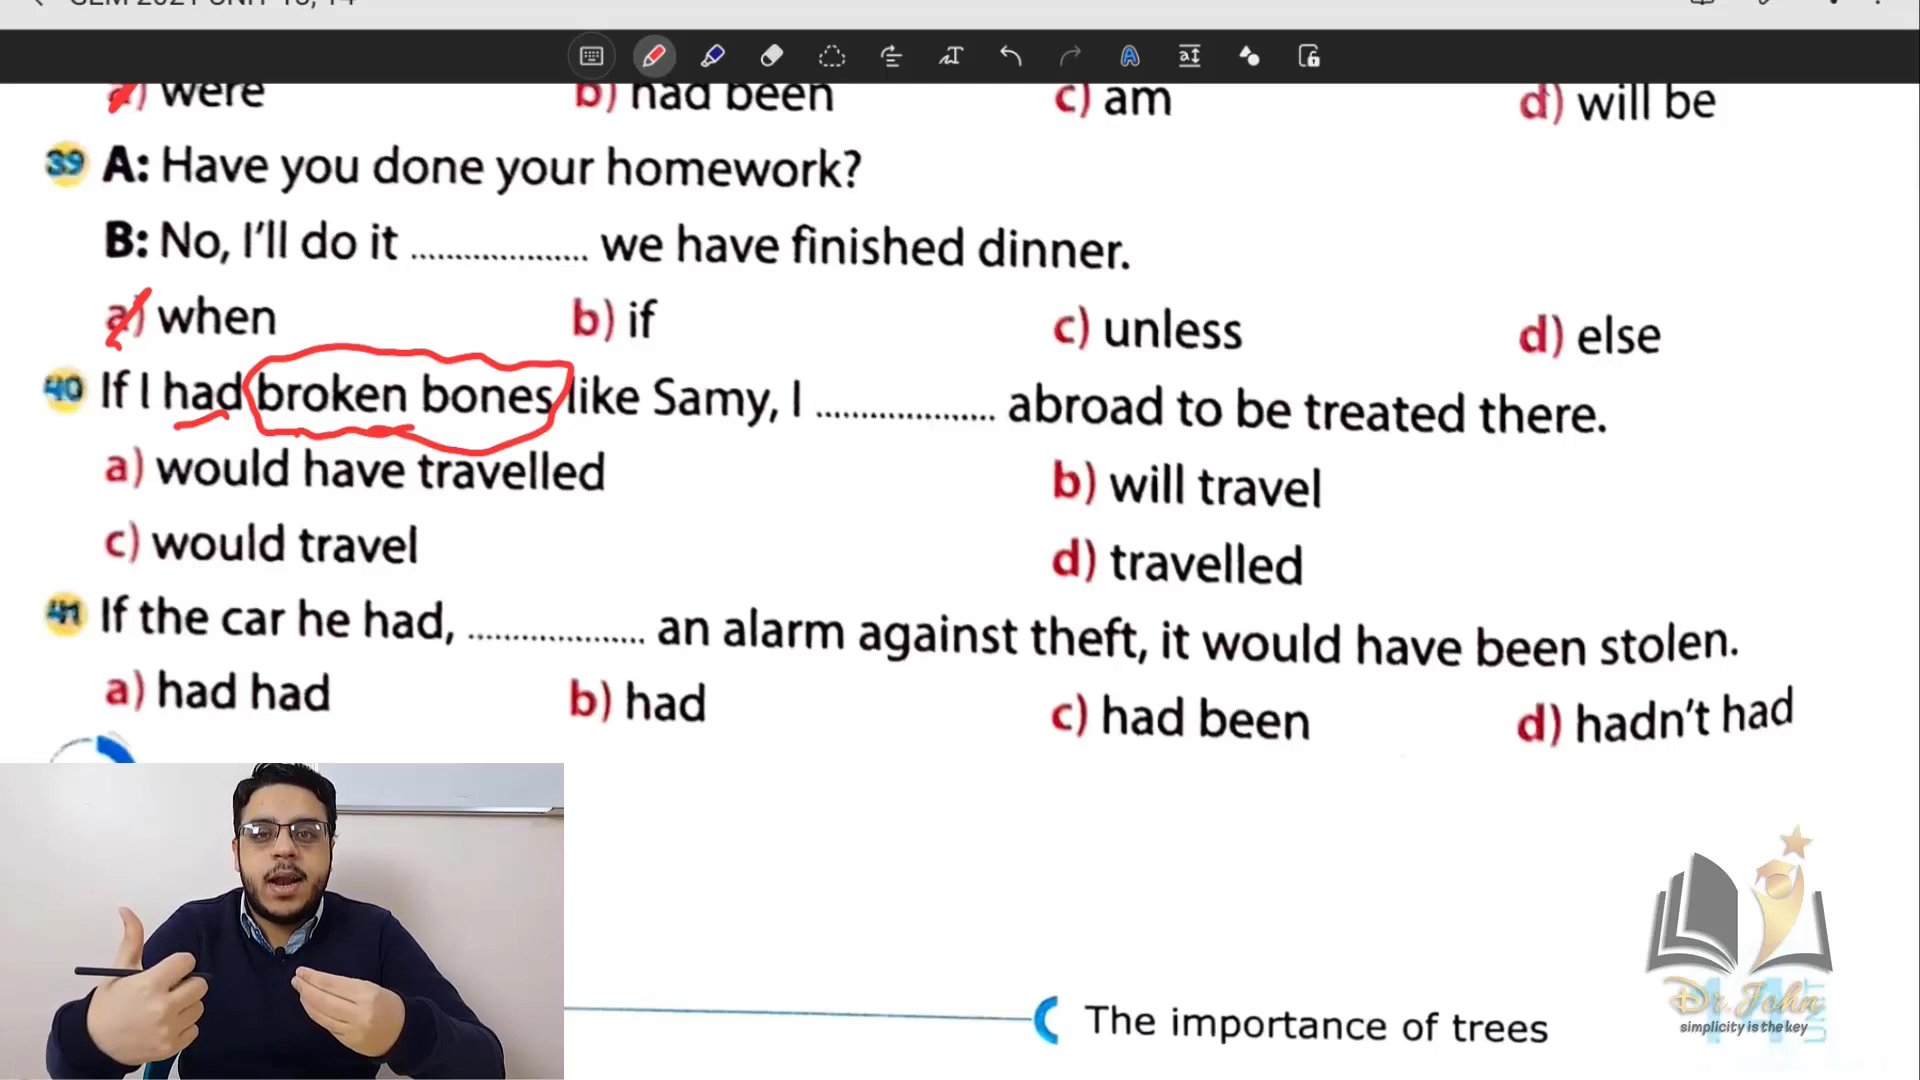 a) were b) had been c) am d) will be
39 A: Have you done your homework?
B: No, I'll do it .................... we have finished dinner.
a) when b) if c) unless d) else
40 If I had broken bones like Samy, I .................... abroad to be treated there.
a) would have travelled b) will travel
c) would travel d) travelled
41 If the car he had, .................... an alarm against theft, it would have been stolen.
a) had had b) had c) had been d) hadn't had
The importance of trees
Dr. John
simplicity is the key
UNIT